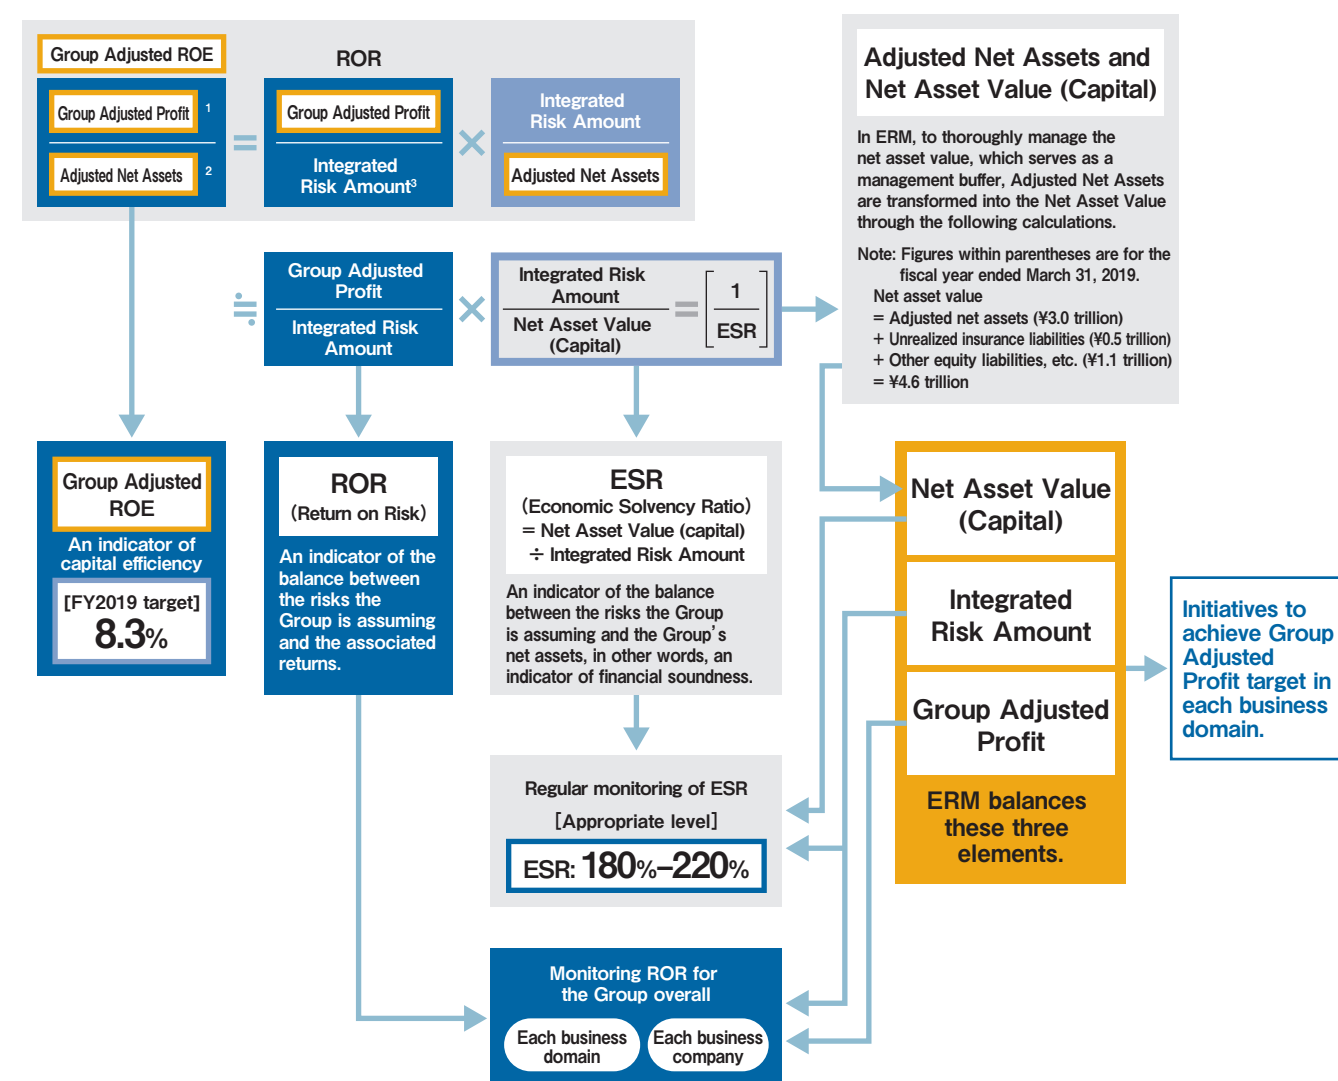 Group Adjusted ROE
Group Adjusted Profit 1
Adjusted Net Assets 2
=
ROR
Group Adjusted Profit
Integrated
Risk Amount3
×
Integrated
Risk Amount
Adjusted Net Assets
≒
Group Adjusted
Profit
Integrated Risk
Amount
×
Integrated Risk
Amount
Net Asset Value
(Capital)
=
[1
ESR]
Adjusted Net Assets and
Net Asset Value (Capital)
In ERM, to thoroughly manage the
net asset value, which serves as a
management buffer, Adjusted Net Assets
are transformed into the Net Asset Value
through the following calculations.
Note: Figures within parentheses are for the
fiscal year ended March 31, 2019.
Net asset value
= Adjusted net assets (¥3.0 trillion)
+ Unrealized insurance liabilities (¥0.5 trillion)
+ Other equity liabilities, etc. (¥1.1 trillion)
= ¥4.6 trillion
Group Adjusted
ROE
An indicator of
capital efficiency
[FY2019 target]
8.3%
ROR
(Return on Risk)
An indicator of the
balance between
the risks the
Group is assuming
and the associated
returns.
ESR
(Economic Solvency Ratio)
= Net Asset Value (capital)
÷ Integrated Risk Amount
An indicator of the balance
between the risks the Group
is assuming and the Group's
net assets, in other words, an
indicator of financial soundness.
Regular monitoring of ESR
[Appropriate level]
ESR: 180%–220%
Monitoring ROR for
the Group overall
Each business
domain
Each business
company
Net Asset Value
(Capital)
Integrated
Risk Amount
Group Adjusted
Profit
ERM balances
these three
elements.
Initiatives to
achieve Group
Adjusted
Profit target in
each business
domain.